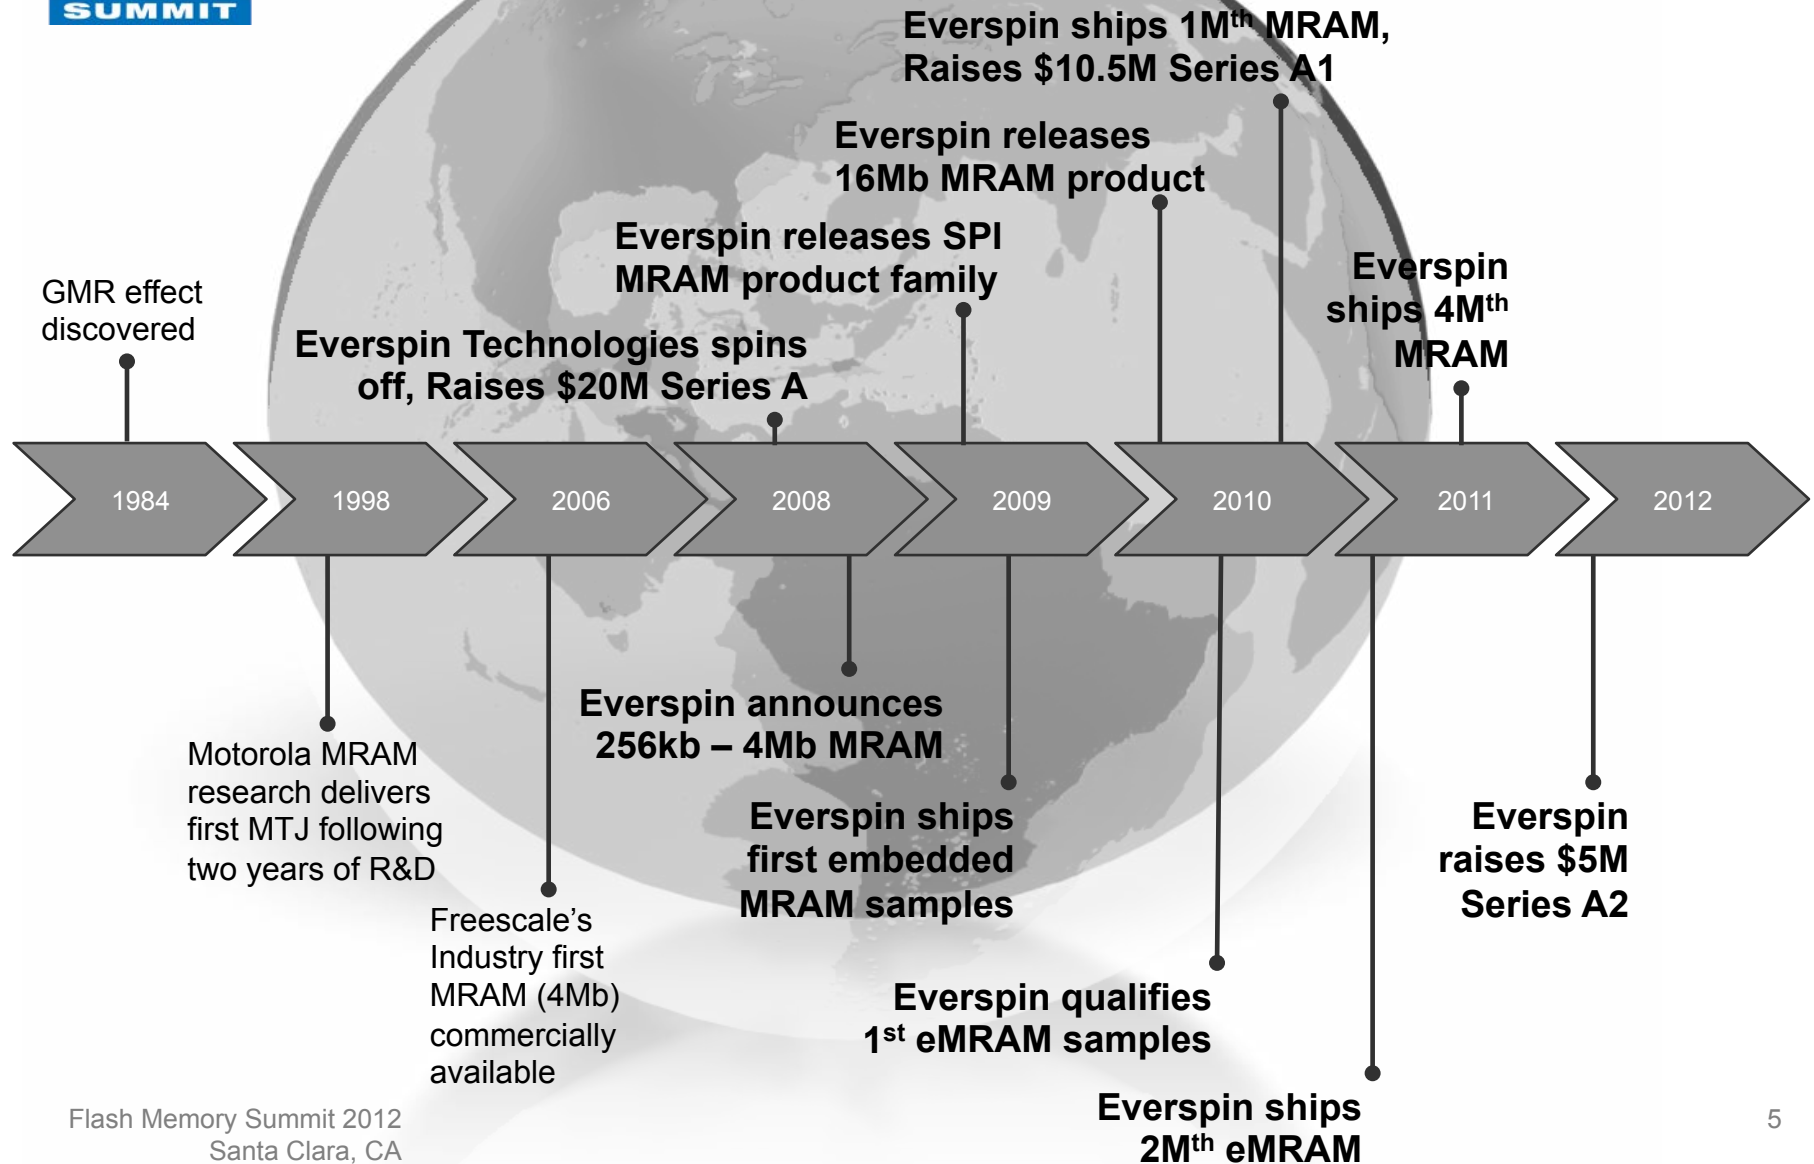 SUMMIT
Everspin ships 1Mth MRAM,
Raises $10.5M Series A1
Everspin releases
16Mb MRAM product
Everspin releases SPI
MRAM product family
Everspin
ships 4Mth
MRAM
GMR effect
discovered
Everspin Technologies spins
off, Raises $20M Series A
1984
1998
2006
2008
2009
2010
2011
2012
Everspin announces
256kb – 4Mb MRAM
Motorola MRAM
research delivers
first MTJ following
two years of R&D
Everspin ships
first embedded
MRAM samples
Everspin
raises $5M
Series A2
Freescale’s
Industry first
MRAM (4Mb)
commercially
available
Everspin qualifies
1st eMRAM samples
Everspin ships
2Mth eMRAM
Flash Memory Summit 2012
Santa Clara, CA
5